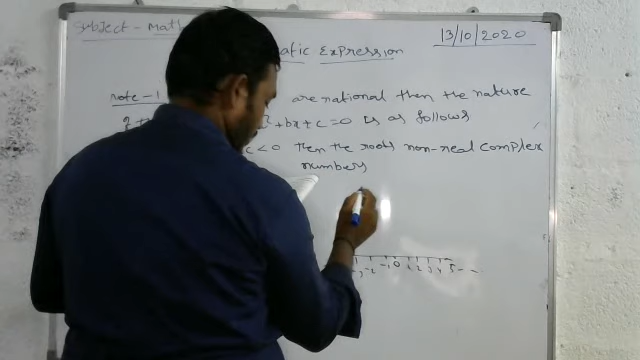 Subject - Math atic Expression 13/10/2020
note-1 are rational then the nature
+bx+c=0 is as follows
c<0 then the roots non-real complex
numbers
-2 -1 0 1 2 3 4 5 - -